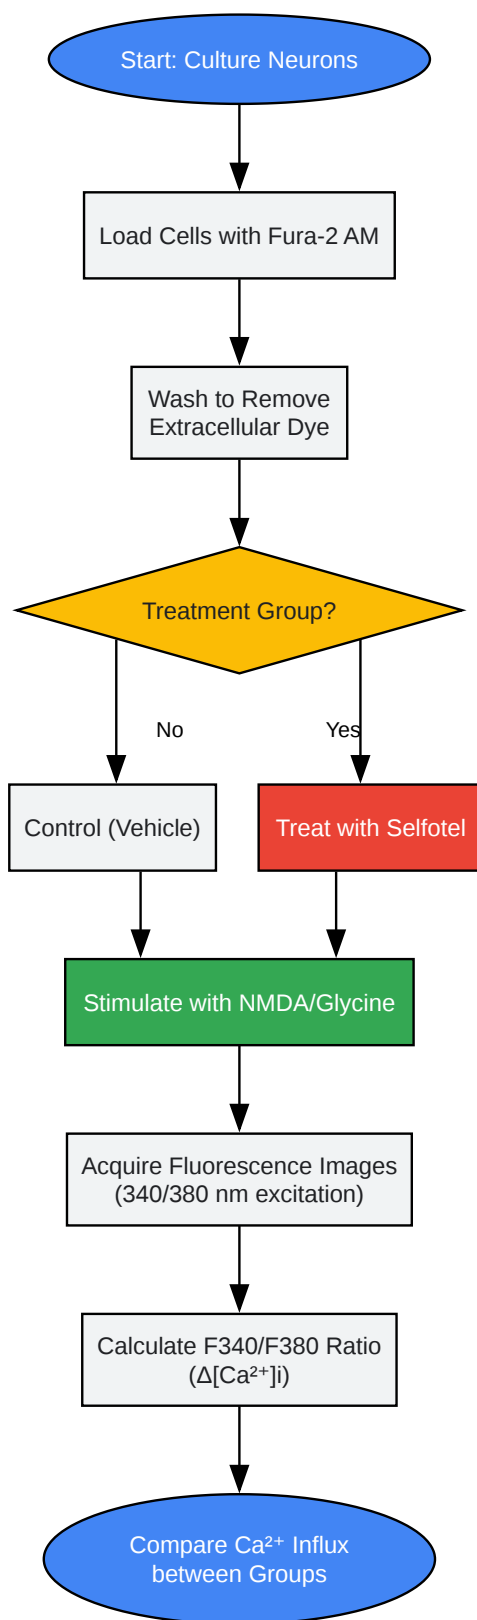 Start: Culture Neurons
Load Cells with Fura-2 AM
Wash to Remove
Extracellular Dye
Treatment Group?
No
Yes
Control (Vehicle)
Treat with Selfotel
Stimulate with NMDA/Glycine
Acquire Fluorescence Images
(340/380 nm excitation)
Calculate F340/F380 Ratio
(Δ[Ca²⁺]i)
Compare Ca²⁺ Influx
between Groups